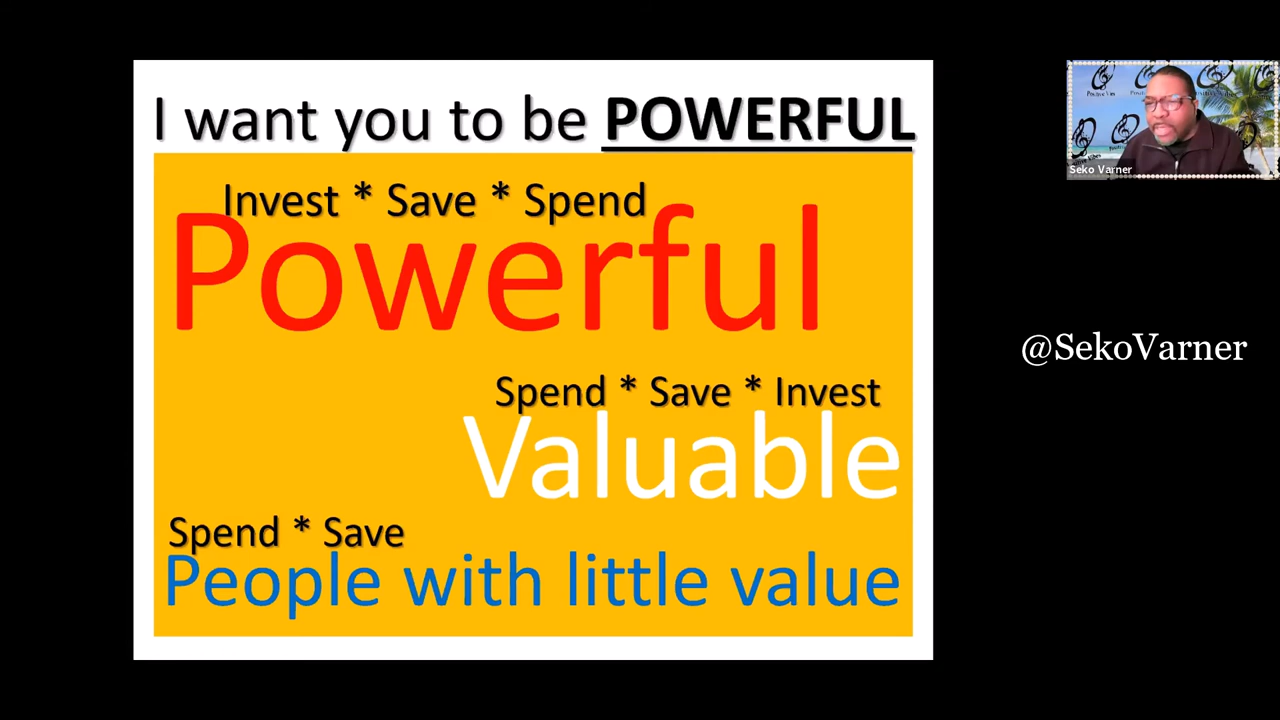 I want you to be POWERFUL
Invest * Save * Spend
Powerful
Spend * Save * Invest
Valuable
Spend * Save
People with little value
Seko Varner
@SekoVarner